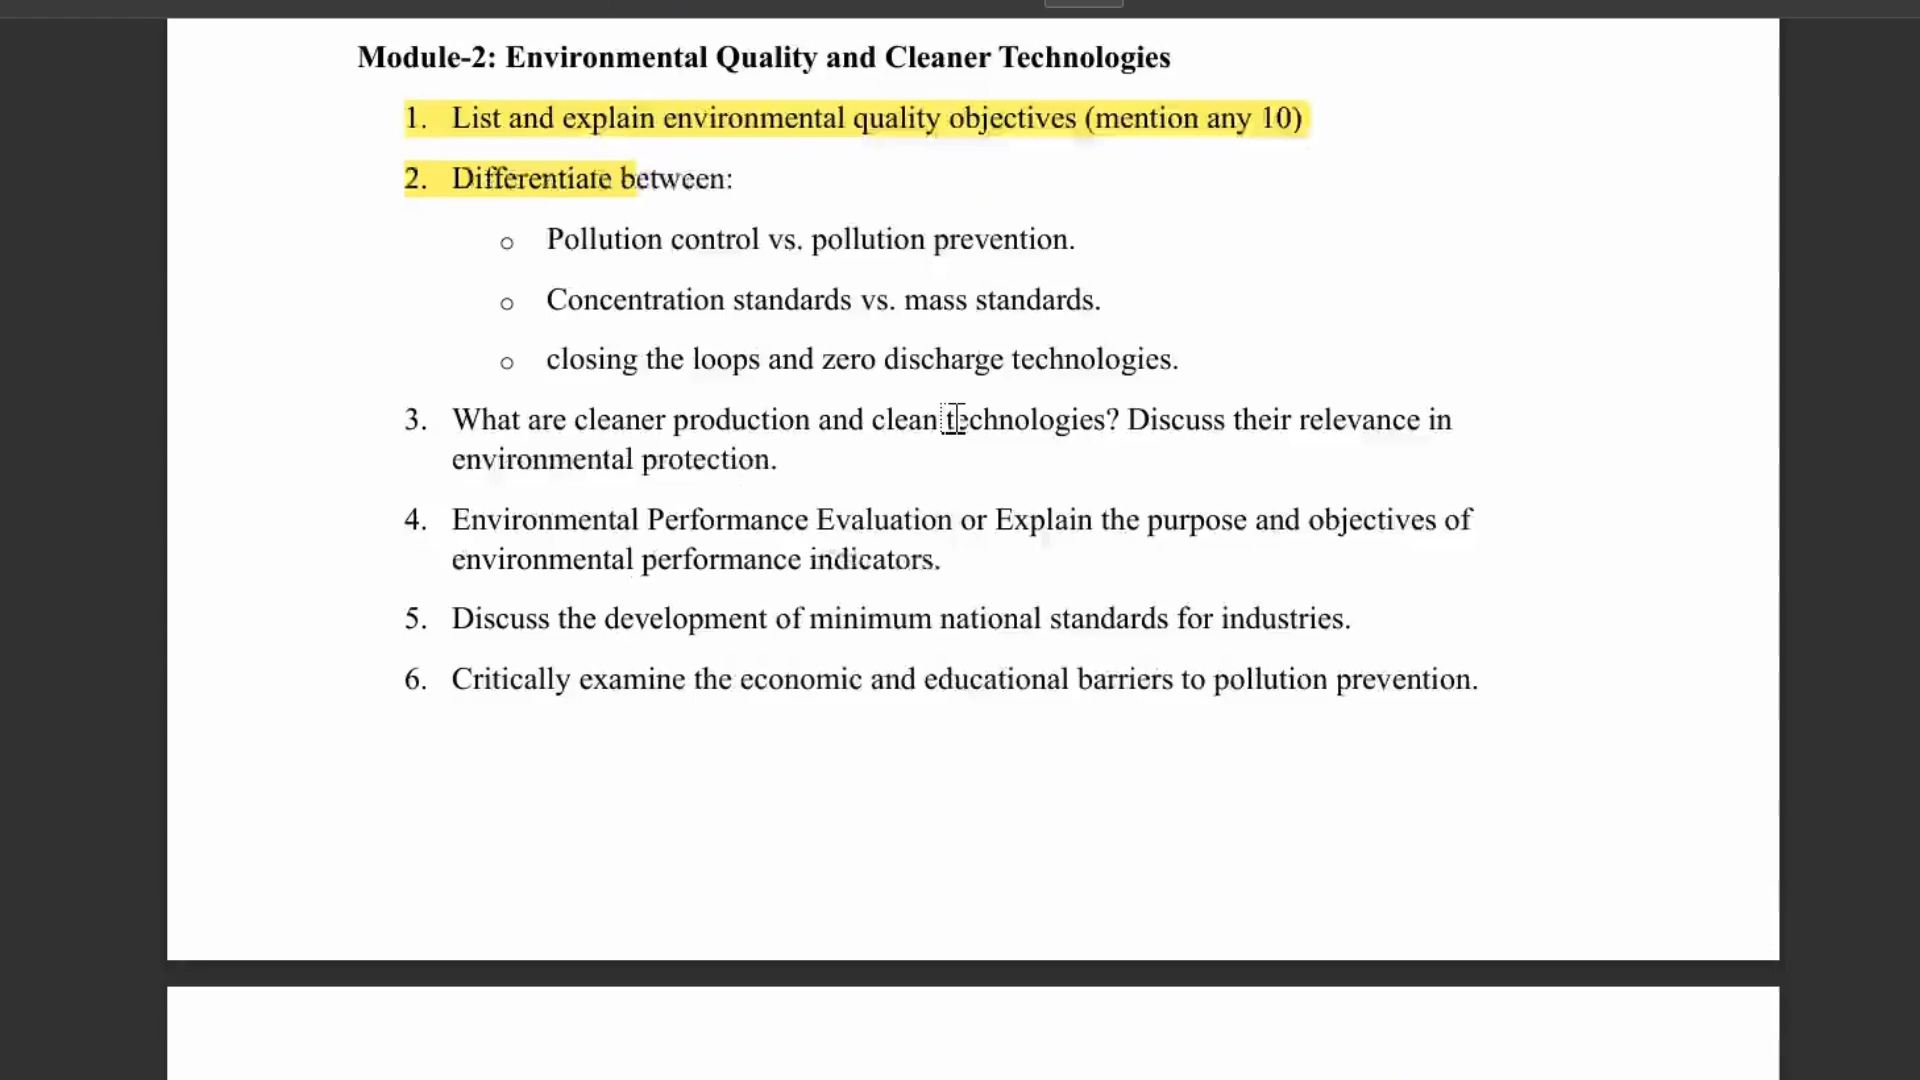 Module-2: Environmental Quality and Cleaner Technologies
1. List and explain environmental quality objectives (mention any 10)
2. Differentiate between:
o Pollution control vs. pollution prevention.
o Concentration standards vs. mass standards.
o closing the loops and zero discharge technologies.
3. What are cleaner production and clean technologies? Discuss their relevance in
environmental protection.
4. Environmental Performance Evaluation or Explain the purpose and objectives of
environmental performance indicators.
5. Discuss the development of minimum national standards for industries.
6. Critically examine the economic and educational barriers to pollution prevention.